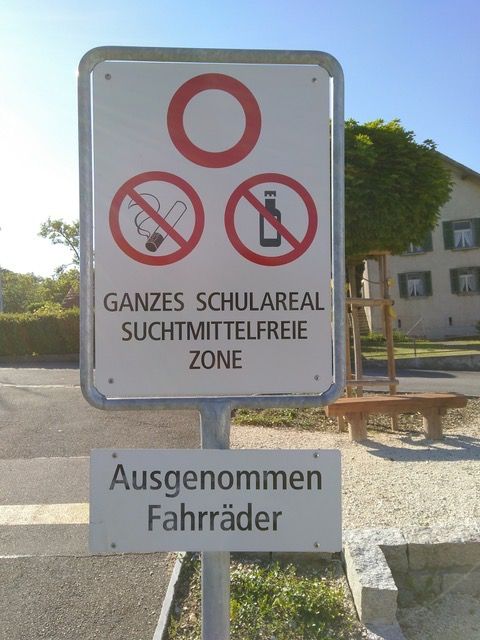 GANZES SCHULAREAL
SUCHTMITTELFREIE
ZONE
Ausgenommen
Fahrräder